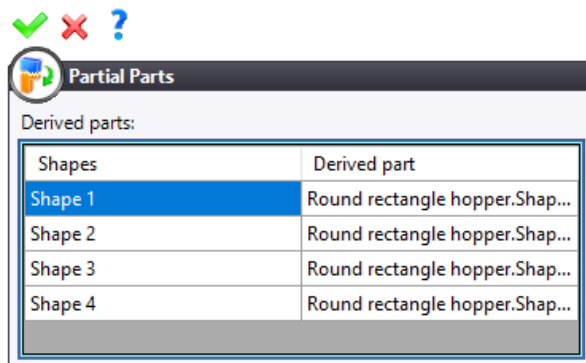 ?
Partial Parts
Derived parts:
Shapes Derived part
Shape 1 Round rectangle hopper.Shap...
Shape 2 Round rectangle hopper.Shap...
Shape 3 Round rectangle hopper.Shap...
Shape 4 Round rectangle hopper.Shap...